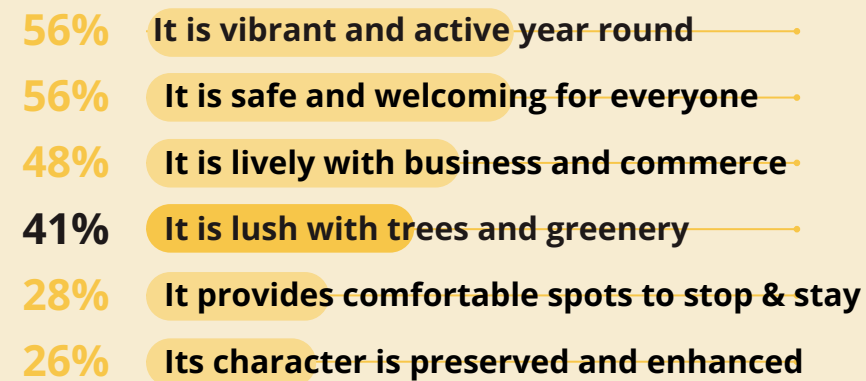 56% It is vibrant and active year round
56% It is safe and welcoming for everyone
48% It is lively with business and commerce
41% It is lush with trees and greenery
28% It provides comfortable spots to stop & stay
26% Its character is preserved and enhanced